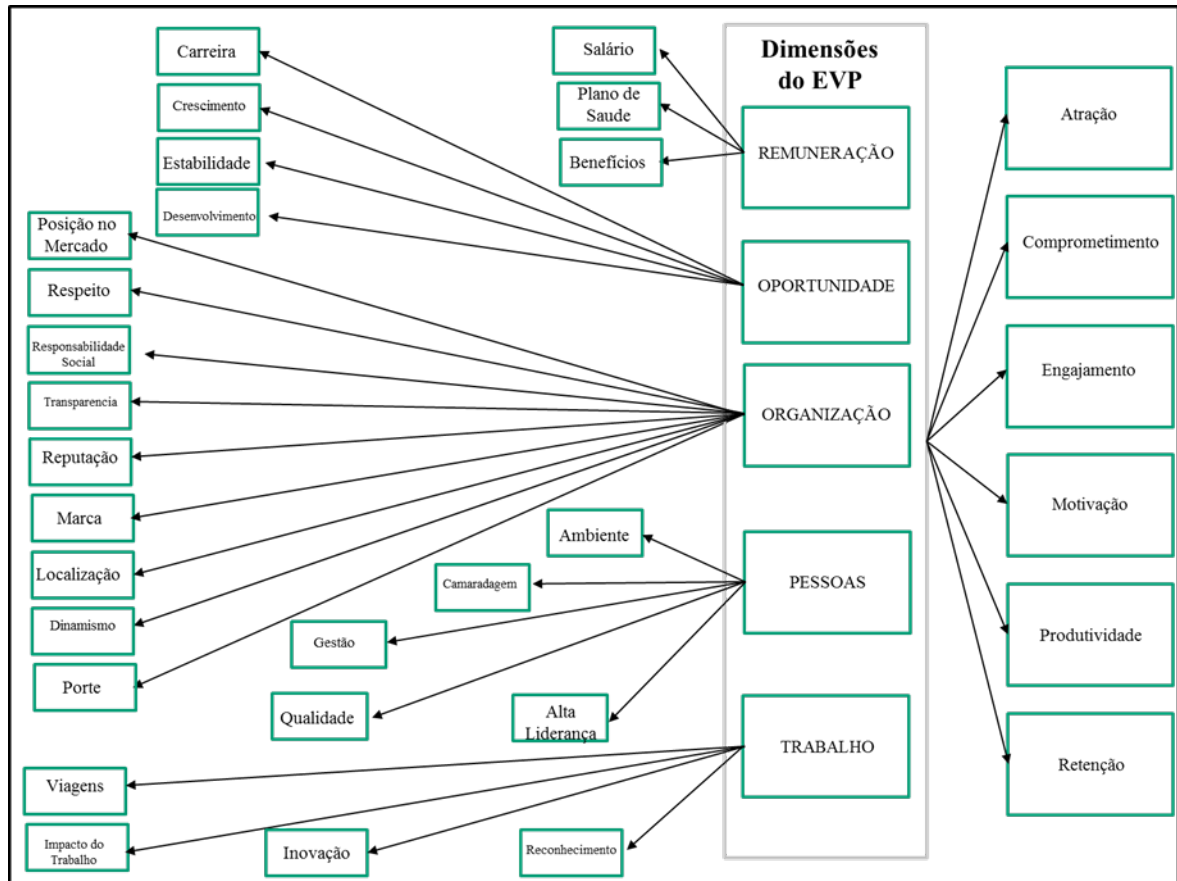 Dimensões
do EVP
Carreira
Crescimento
Estabilidade
Desenvolvimento
Salário
Plano de
Saude
Benefícios
REMUNERAÇÃO
OPORTUNIDADE
ORGANIZAÇÃO
PESSOAS
TRABALHO
Posição no
Mercado
Respeito
Responsabilidade
Social
Transparencia
Reputação
Marca
Localização
Dinamismo
Porte
Ambiente
Camaradagem
Gestão
Qualidade
Alta
Liderança
Viagens
Impacto do
Trabalho
Inovação
Reconhecimento
Atração
Comprometimento
Engajamento
Motivação
Produtividade
Retenção